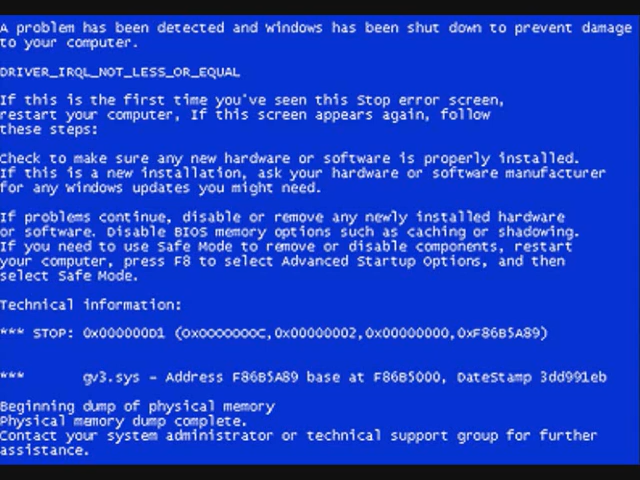 A problem has been detected and Windows has been shut down to prevent damage
to your computer.
DRIVER_IRQL_NOT_LESS_OR_EQUAL
If this is the first time you've seen this Stop error screen,
restart your computer, If this screen appears again, follow
these steps:
Check to make sure any new hardware or software is properly installed.
If this is a new installation, ask your hardware or software manufacturer
for any Windows updates you might need.
If problems continue, disable or remove any newly installed hardware
or software. Disable BIOS memory options such as caching or shadowing.
If you need to use Safe Mode to remove or disable components, restart
your computer, press F8 to select Advanced Startup Options, and then
select Safe Mode.
Technical information:
*** STOP: 0x000000D1 (0x0000000C,0x00000002,0x00000000,0xF86B5A89)
*** gv3.sys - Address F86B5A89 base at F86B5000, DateStamp 3dd991eb
Beginning dump of physical memory
Physical memory dump complete.
Contact your system administrator or technical support group for further
assistance.